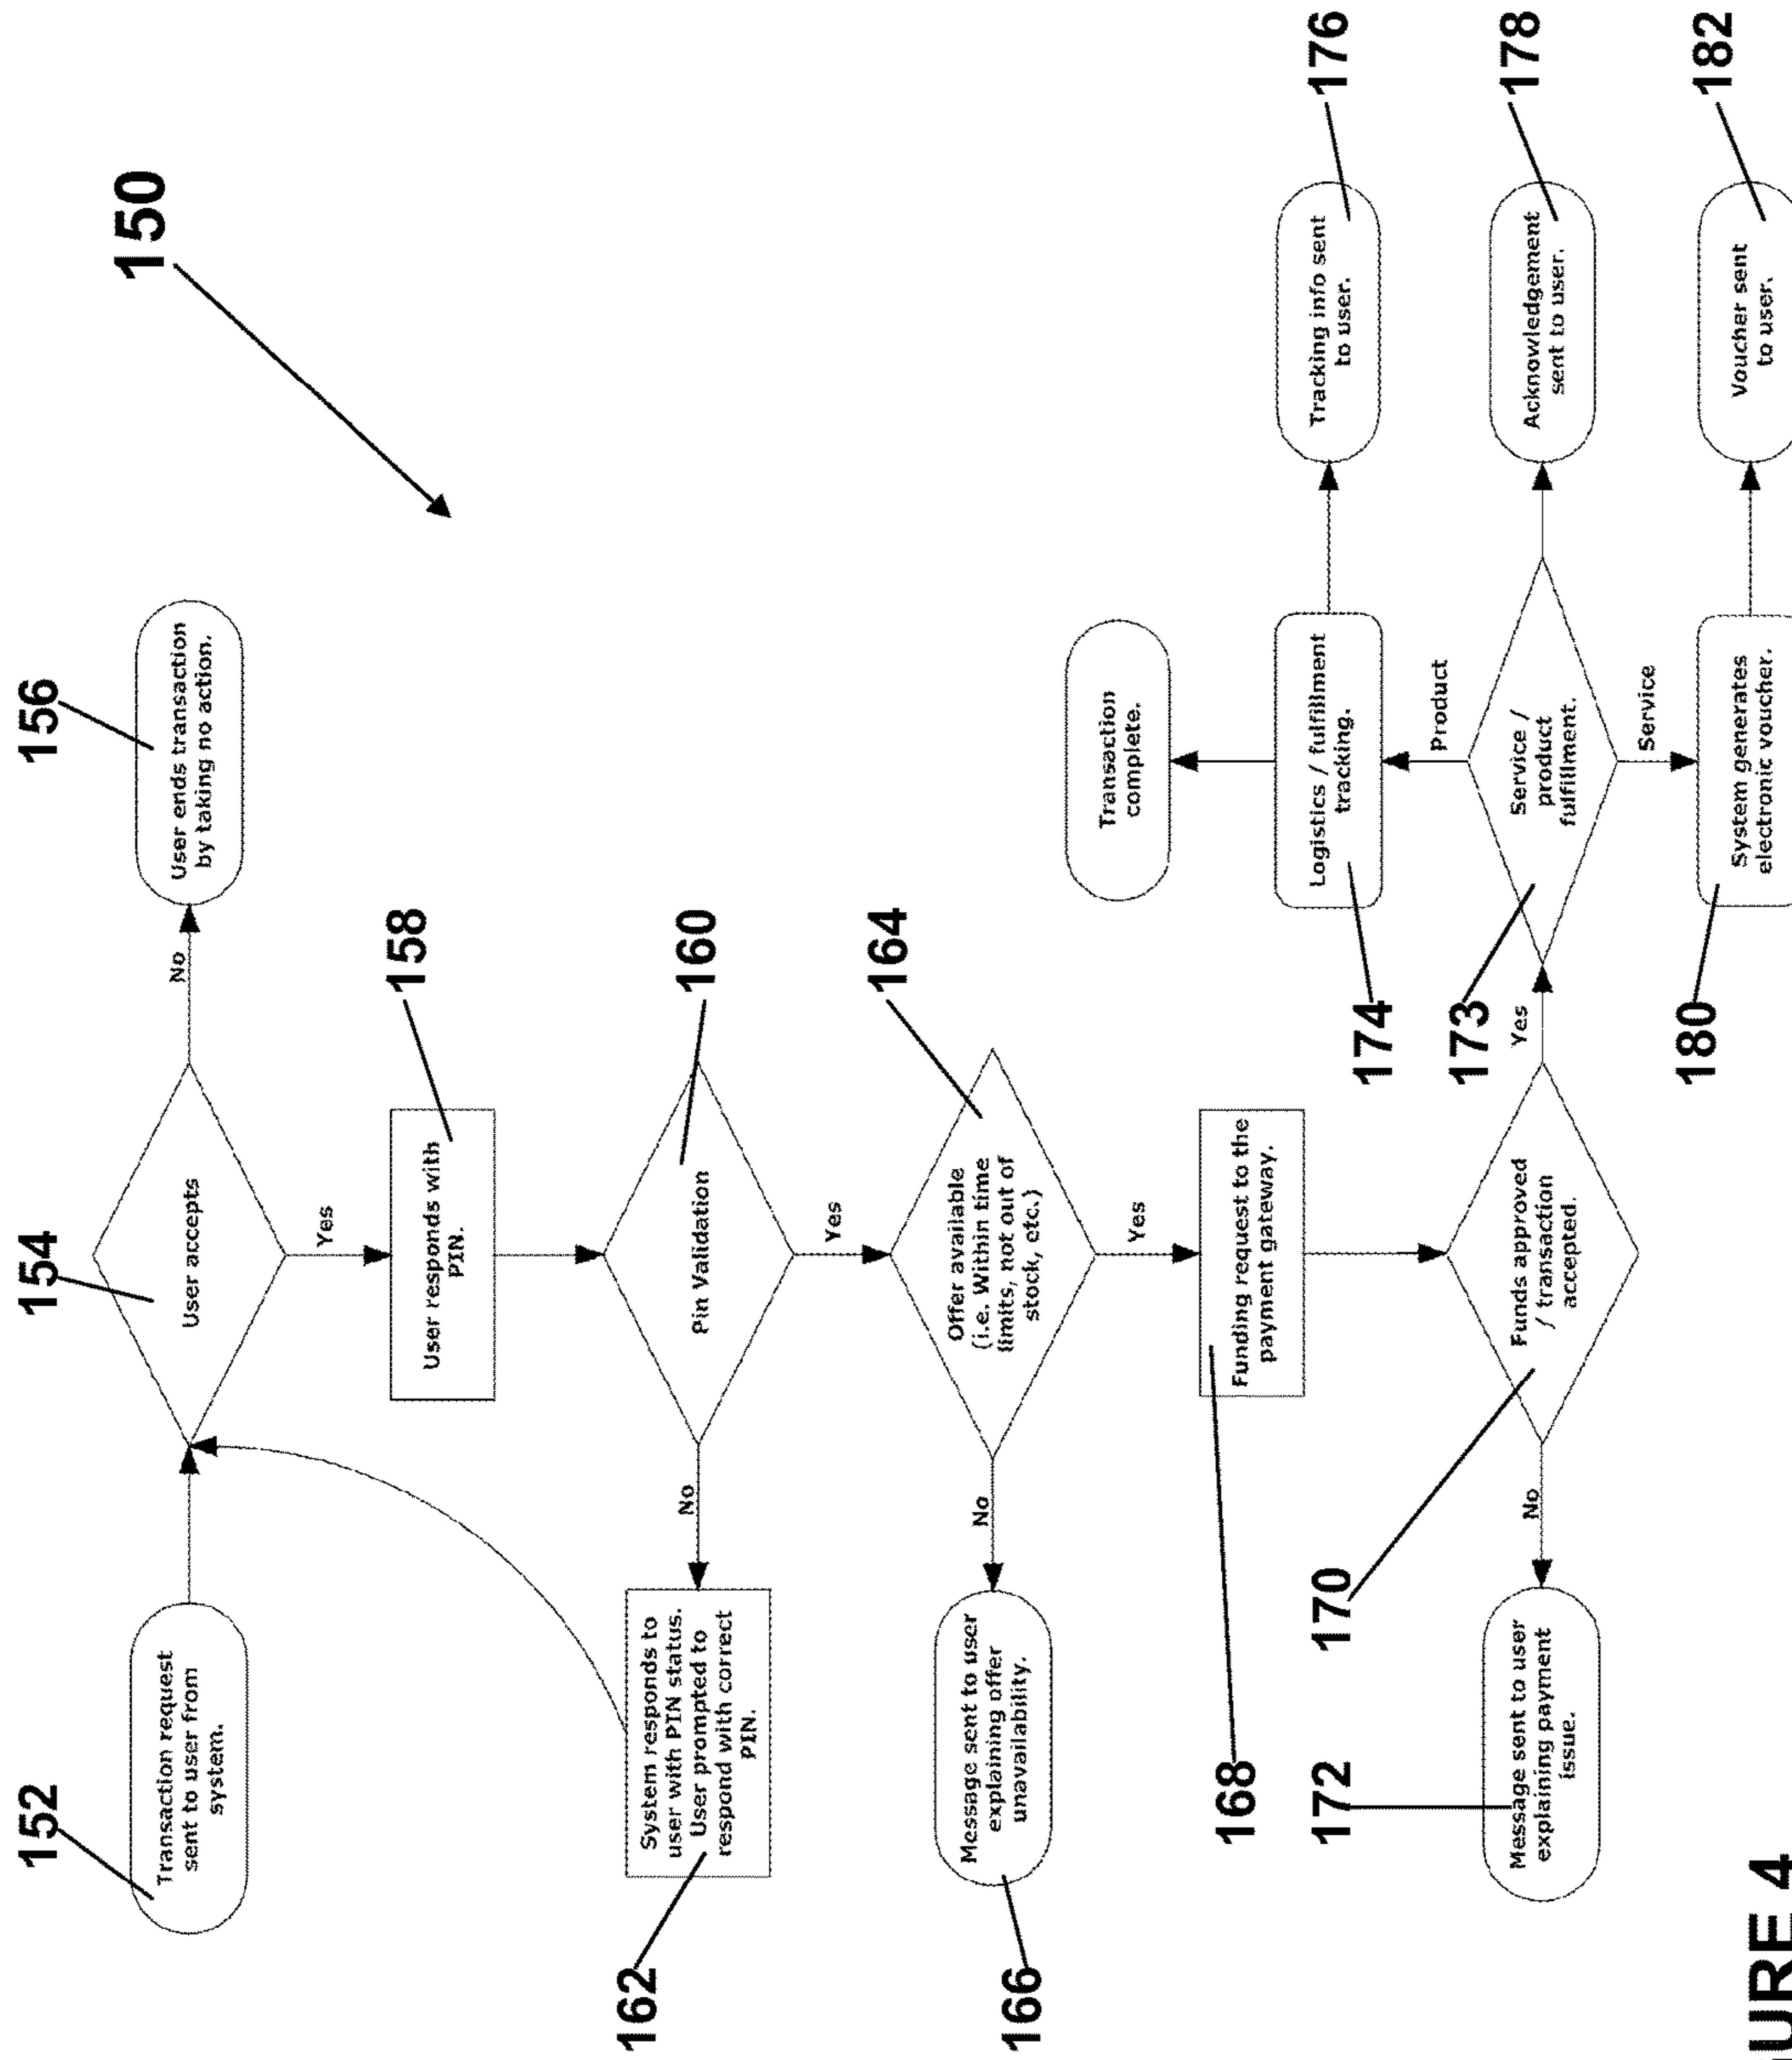 152
154
156
150
Transaction request
sent to user from
system.
User accepts
No
User ends transaction
by taking no action.
Yes
158
User responds with
PIN.
162
System responds to
user with PIN status.
User prompted to
respond with correct
PIN.
No
Pin Validation
160
Yes
164
166
Message sent to user
explaining offer
unavailability.
No
Offer available
(i.e. Within time
limits, not out of
stock, etc.)
Yes
Transaction
complete.
168
Funding request to the
payment gateway.
174
Logistics / fulfillment
tracking.
Tracking info sent
to user.
176
172
170
173
Product
Message sent to user
explaining payment
issue.
No
Funds approved
/ transaction
accepted.
Yes
Service /
product
fulfillment.
Acknowledgement
sent to user.
178
Service
180
System generates
electronic voucher.
Voucher sent
to user.
182
URE 4